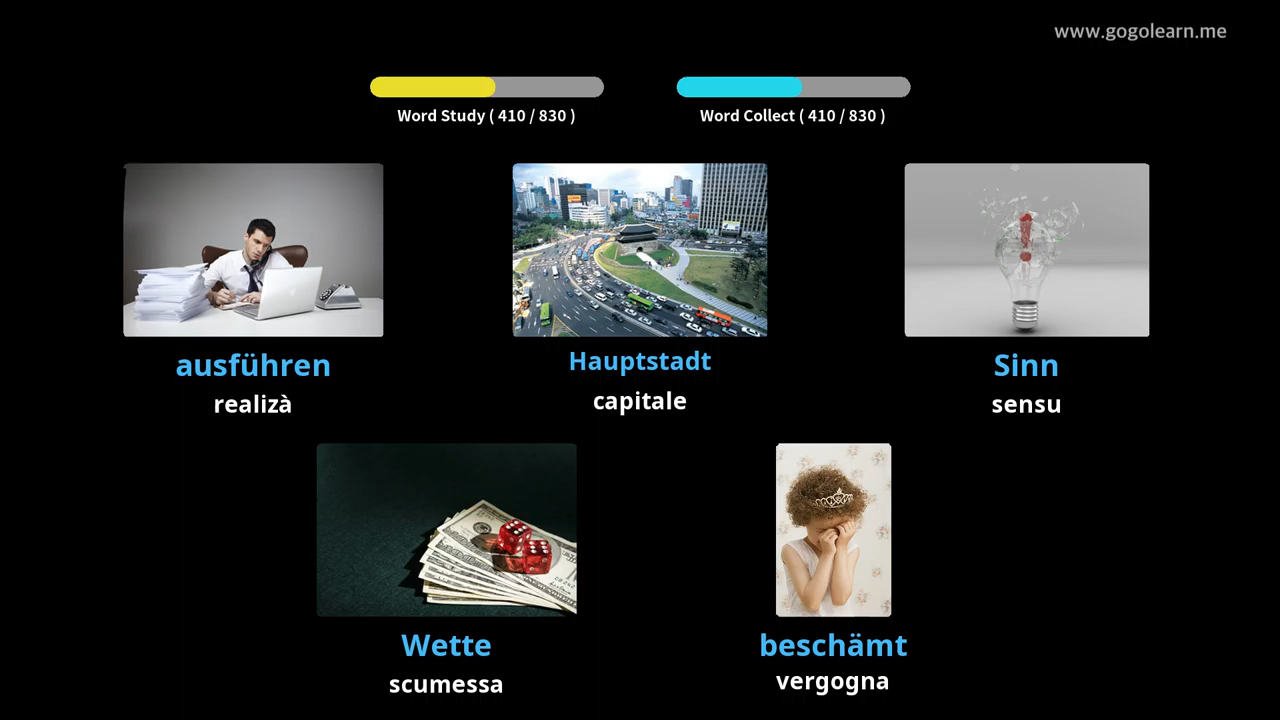 www.gogolearn.me
Word Study ( 410 / 830 )
Word Collect ( 410 / 830 )
ausführen
realizà
Hauptstadt
capitale
Sinn
sensu
Wette
scumessa
beschämt
vergogna